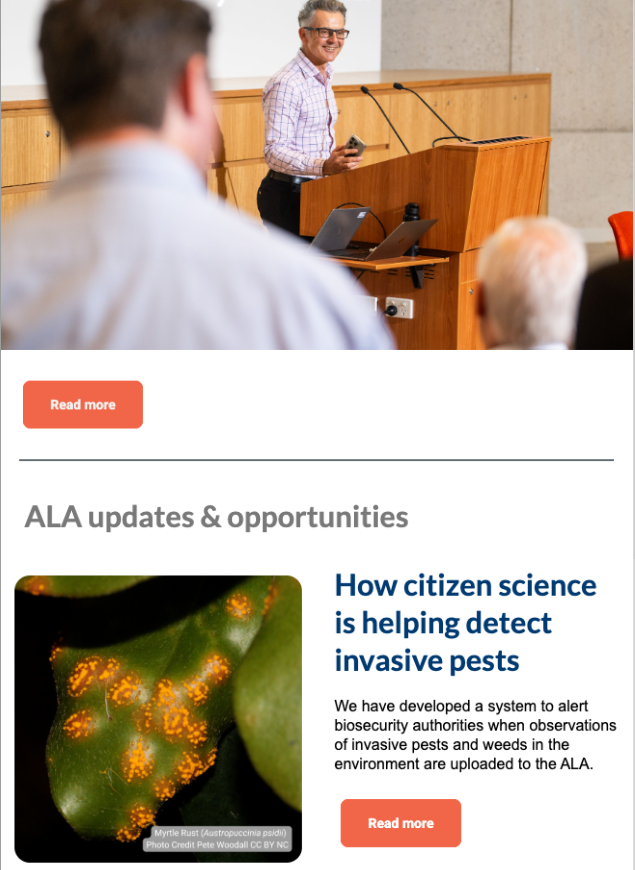 Read more
ALA updates & opportunities
How citizen science
is helping detect
invasive pests
We have developed a system to alert
biosecurity authorities when observations
of invasive pests and weeds in the
environment are uploaded to the ALA.
Read more
Myrtle Rust (Austropuccinia psidii)
Photo Credit Pete Woodall CC BY NC